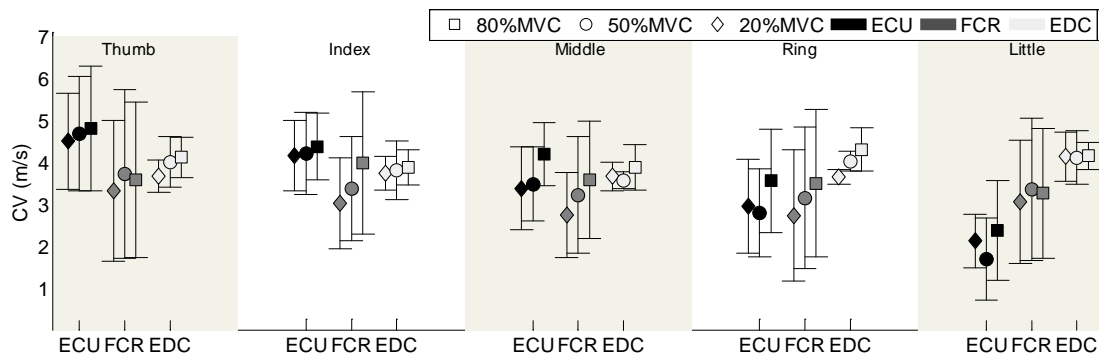 80%MVC 50%MVC 20%MVC ECU FCR EDC
Thumb Index Middle Ring Little
7
6
5
4
3
2
1
CV (m/s)
ECU FCR EDC ECU FCR EDC ECU FCR EDC ECU FCR EDC ECU FCR EDC